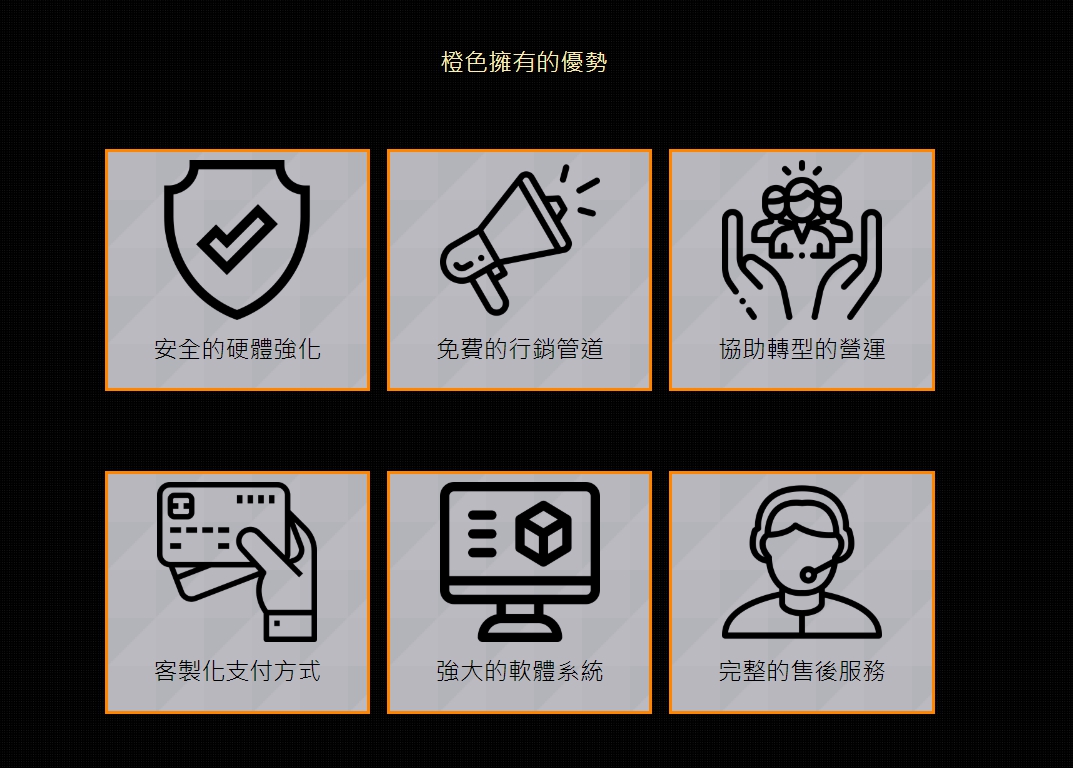 橙色擁有的優勢
安全的硬體強化
免費的行銷管道
協助轉型的營運
客製化支付方式
強大的軟體系統
完整的售後服務